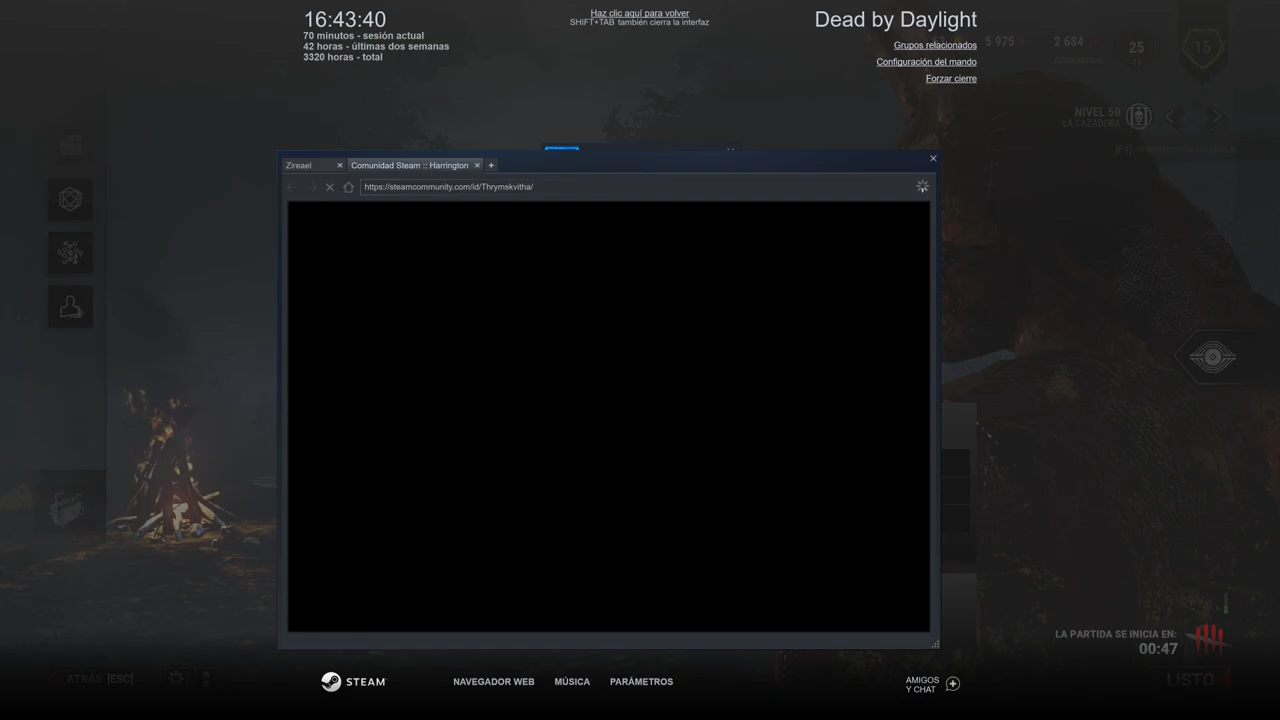 16:43:40
70 minutos - sesión actual
42 horas - últimas dos semanas
3320 horas - total
Haz clic aquí para volver
SHIFT+TAB también cierra la interfaz
Dead by Daylight
Grupos relacionados
Configuración del mando
Forzar cierre
5 975
2 684
25
15
NIVEL 50
LA CAZADORA
Zireael
Comunidad Steam :: Harrington
https://steamcommunity.com/id/Thrymskvitha/
LA PARTIDA SE INICIA EN:
00:47
ATRÁS [ESC]
STEAM
NAVEGADOR WEB
MÚSICA
PARÁMETROS
AMIGOS
Y CHAT
LISTO